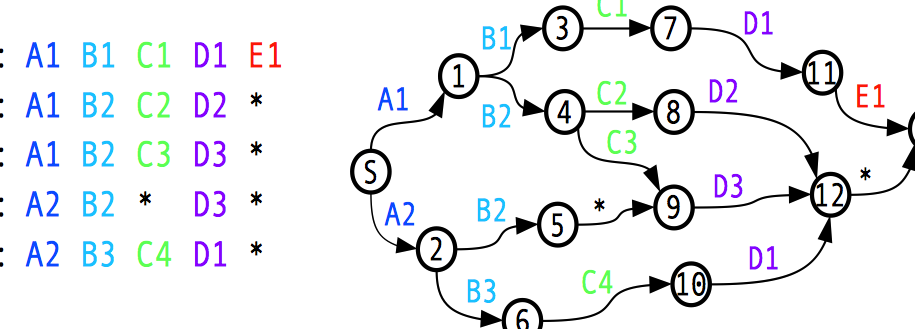 : A1 B1 C1 D1 E1
: A1 B2 C2 D2 *
: A1 B2 C3 D3 *
: A2 B2 * D3 *
: A2 B3 C4 D1 *
C1
B1 3 7 D1
1 11
A1 B2 4 C2 8 D2 E1
C3
S 12 *
A2 B2 5 * 9 D3
2
B3 C4 10 D1
6